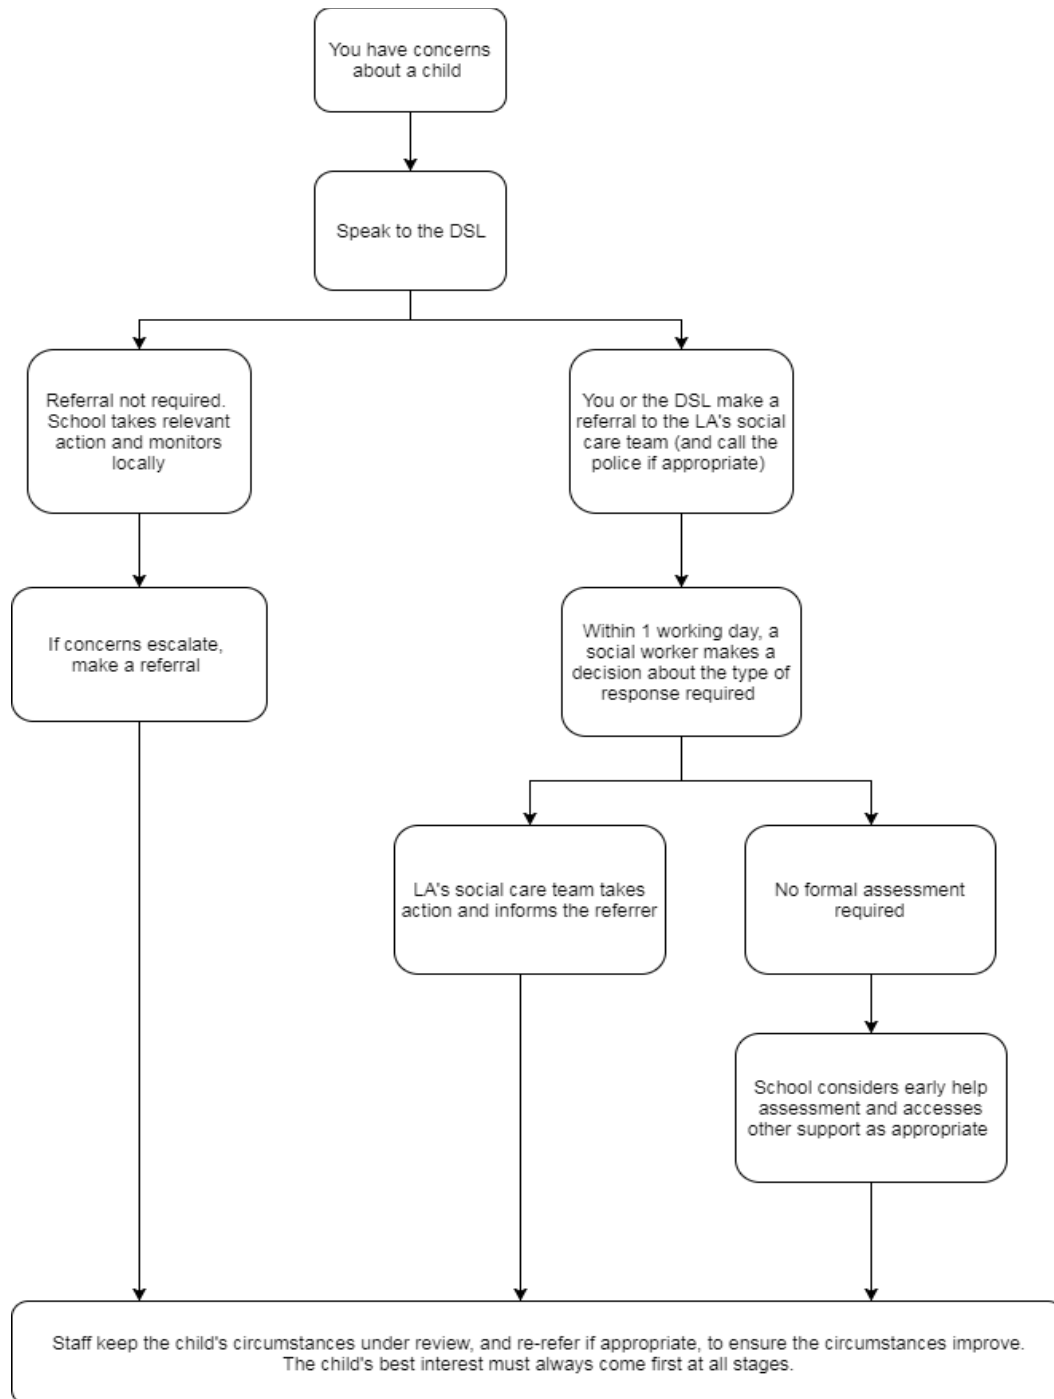 You have concerns
about a child
Speak to the DSL
Referral not required.
School takes relevant
action and monitors
locally
You or the DSL make a
referral to the LA's social
care team (and call the
police if appropriate)
If concerns escalate,
make a referral
Within 1 working day, a
social worker makes a
decision about the type of
response required
LA's social care team takes
action and informs the referrer
No formal assessment
required
School considers early help
assessment and accesses
other support as appropriate
Staff keep the child's circumstances under review, and re-refer if appropriate, to ensure the circumstances improve.
The child's best interest must always come first at all stages.